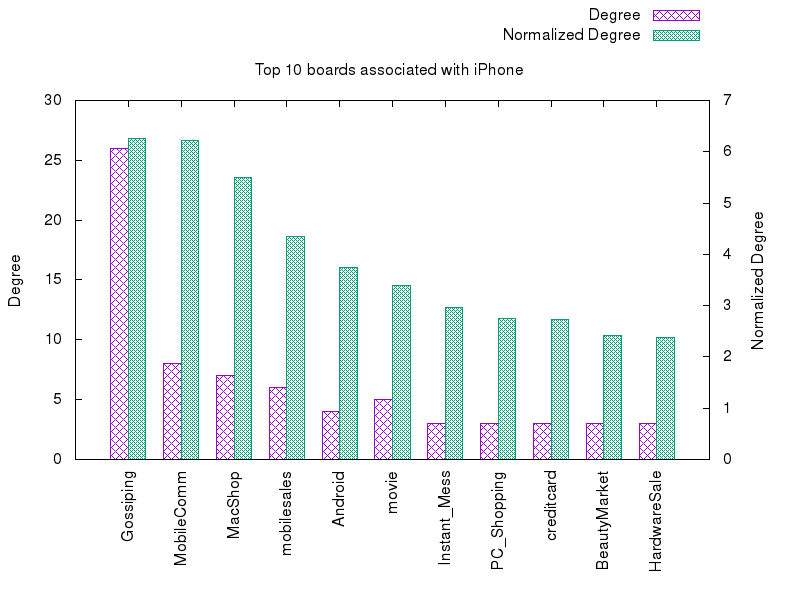 Degree
Normalized Degree
Top 10 boards associated with iPhone
30
25
20
15
10
5
0
7
6
5
4
3
2
1
0
Degree
Normalized Degree
Gossiping
MobileComm
MacShop
mobilesales
Android
movie
Instant_Mess
PC_Shopping
creditcard
BeautyMarket
HardwareSale